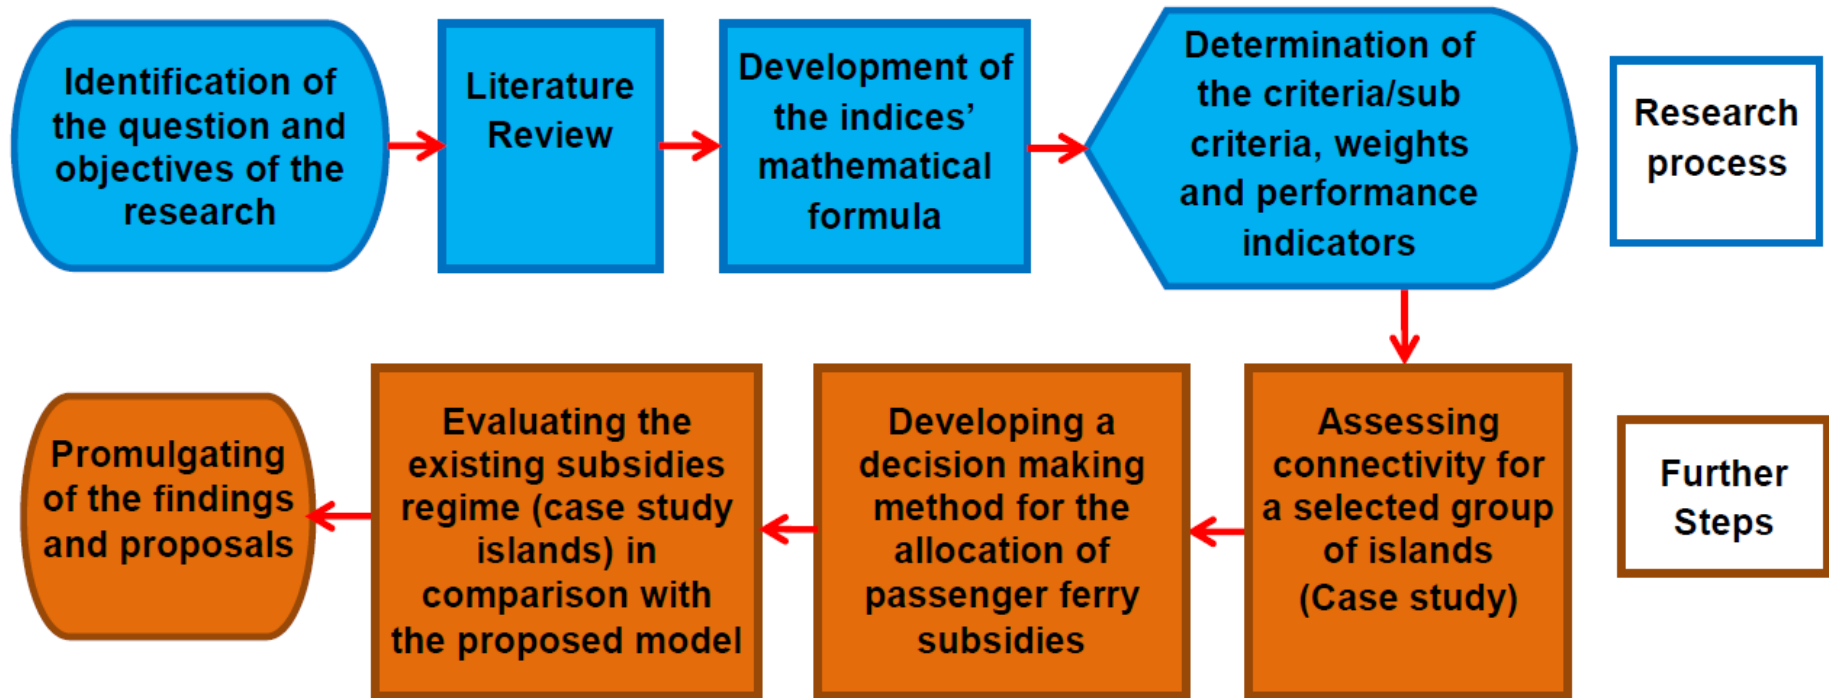 Identification of
the question and
objectives of the
research
Literature
Review
Development of
the indices’
mathematical
formula
Determination of
the criteria/sub
criteria, weights
and performance
indicators
Research
process
Promulgating
of the findings
and proposals
Evaluating the
existing subsidies
regime (case study
islands) in
comparison with
the proposed model
Developing a
decision making
method for the
allocation of
passenger ferry
subsidies
Assessing
connectivity for
a selected group
of islands
(Case study)
Further
Steps